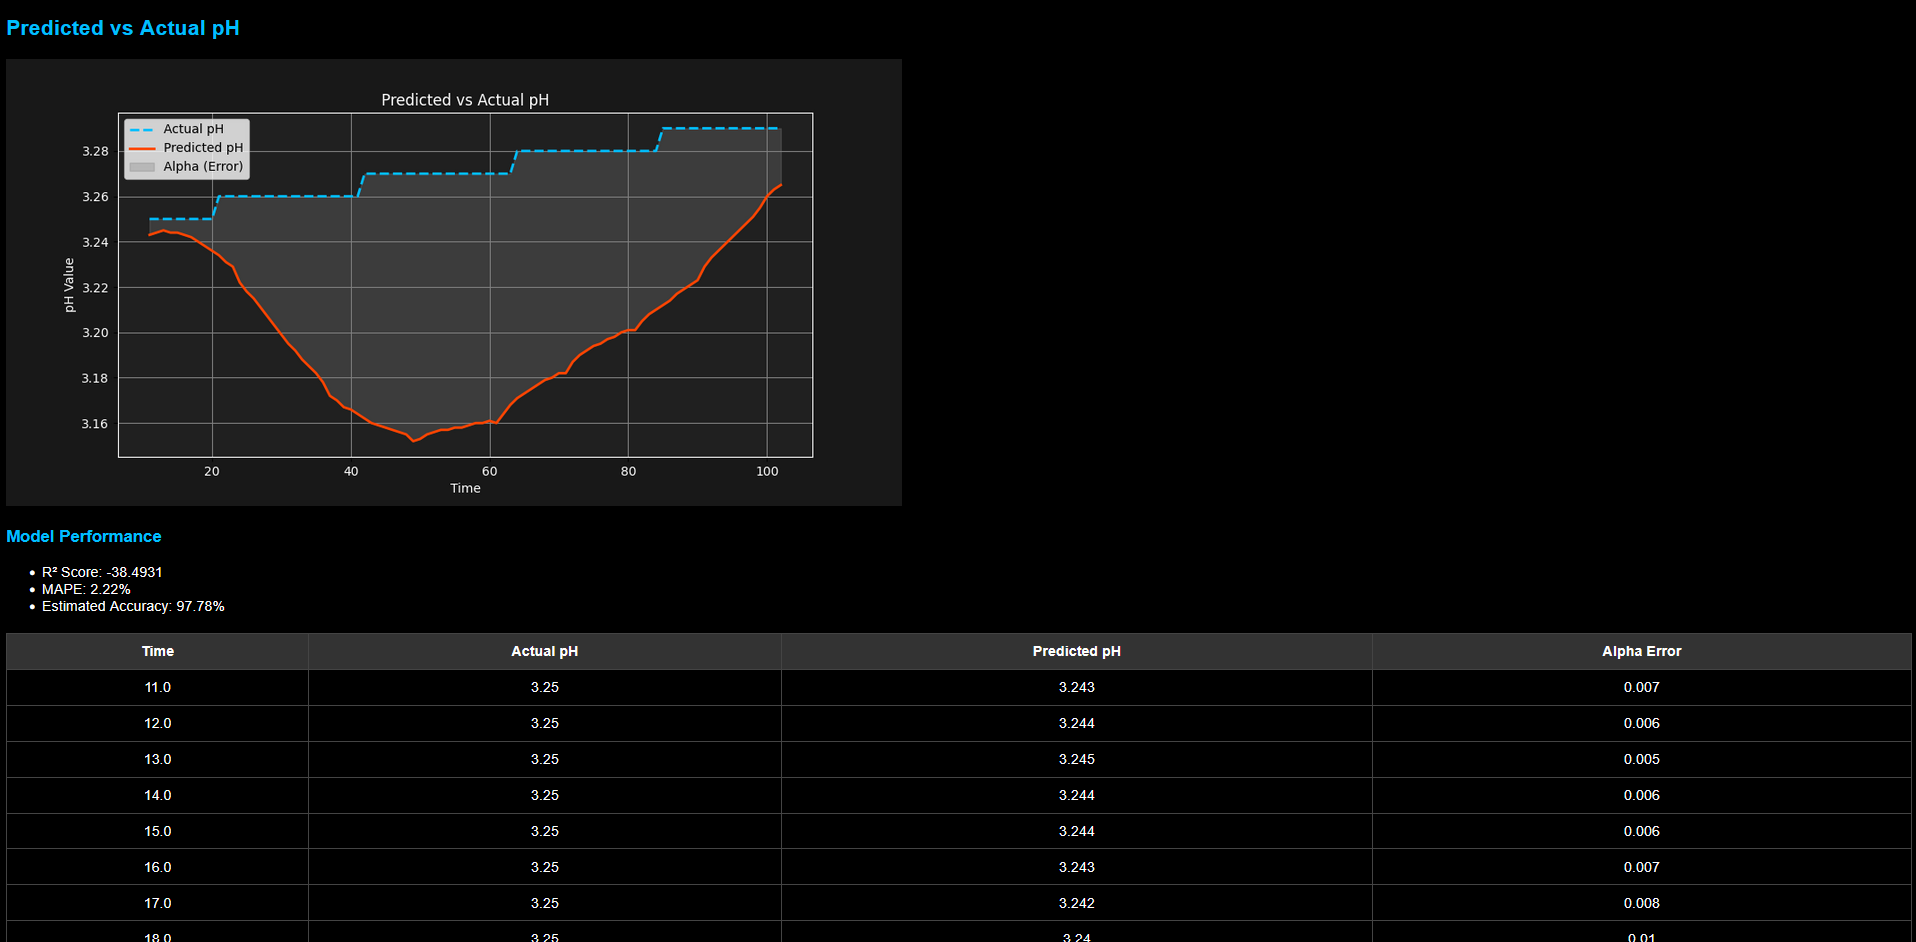 Predicted vs Actual pH
Predicted vs Actual pH
Actual pH
Predicted pH
Alpha (Error)
3.28
3.26
3.24
3.22
3.20
3.18
3.16
pH Value
20 40 60 80 100
Time
Model Performance
• R² Score: -38.4931
• MAPE: 2.22%
• Estimated Accuracy: 97.78%
Time Actual pH Predicted pH Alpha Error
11.0 3.25 3.243 0.007
12.0 3.25 3.244 0.006
13.0 3.25 3.245 0.005
14.0 3.25 3.244 0.006
15.0 3.25 3.244 0.006
16.0 3.25 3.243 0.007
17.0 3.25 3.242 0.008
18.0 3.25 3.24 0.01